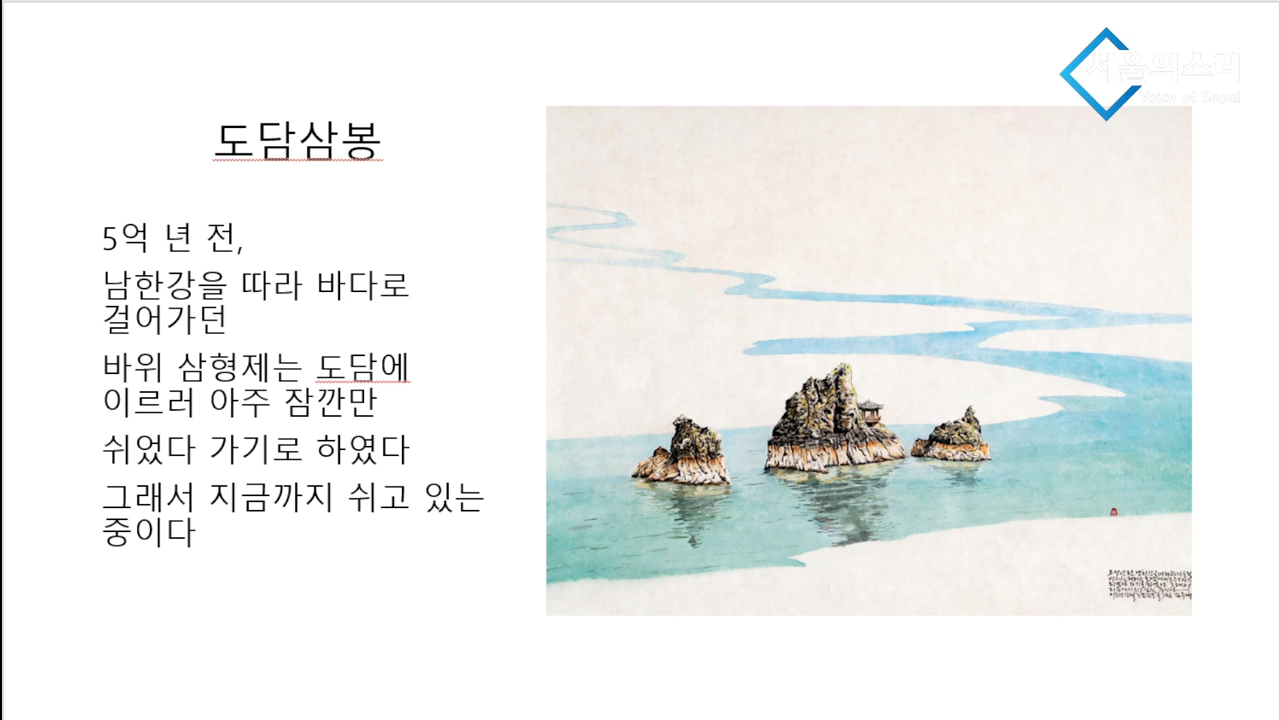 서울의소리
Voice of Seoul
도담삼봉
5억 년 전,
남한강을 따라 바다로
걸어가던
바위 삼형제는 도담에
이르러 아주 잠깐만
쉬었다 가기로 하였다
그래서 지금까지 쉬고 있는
중이다